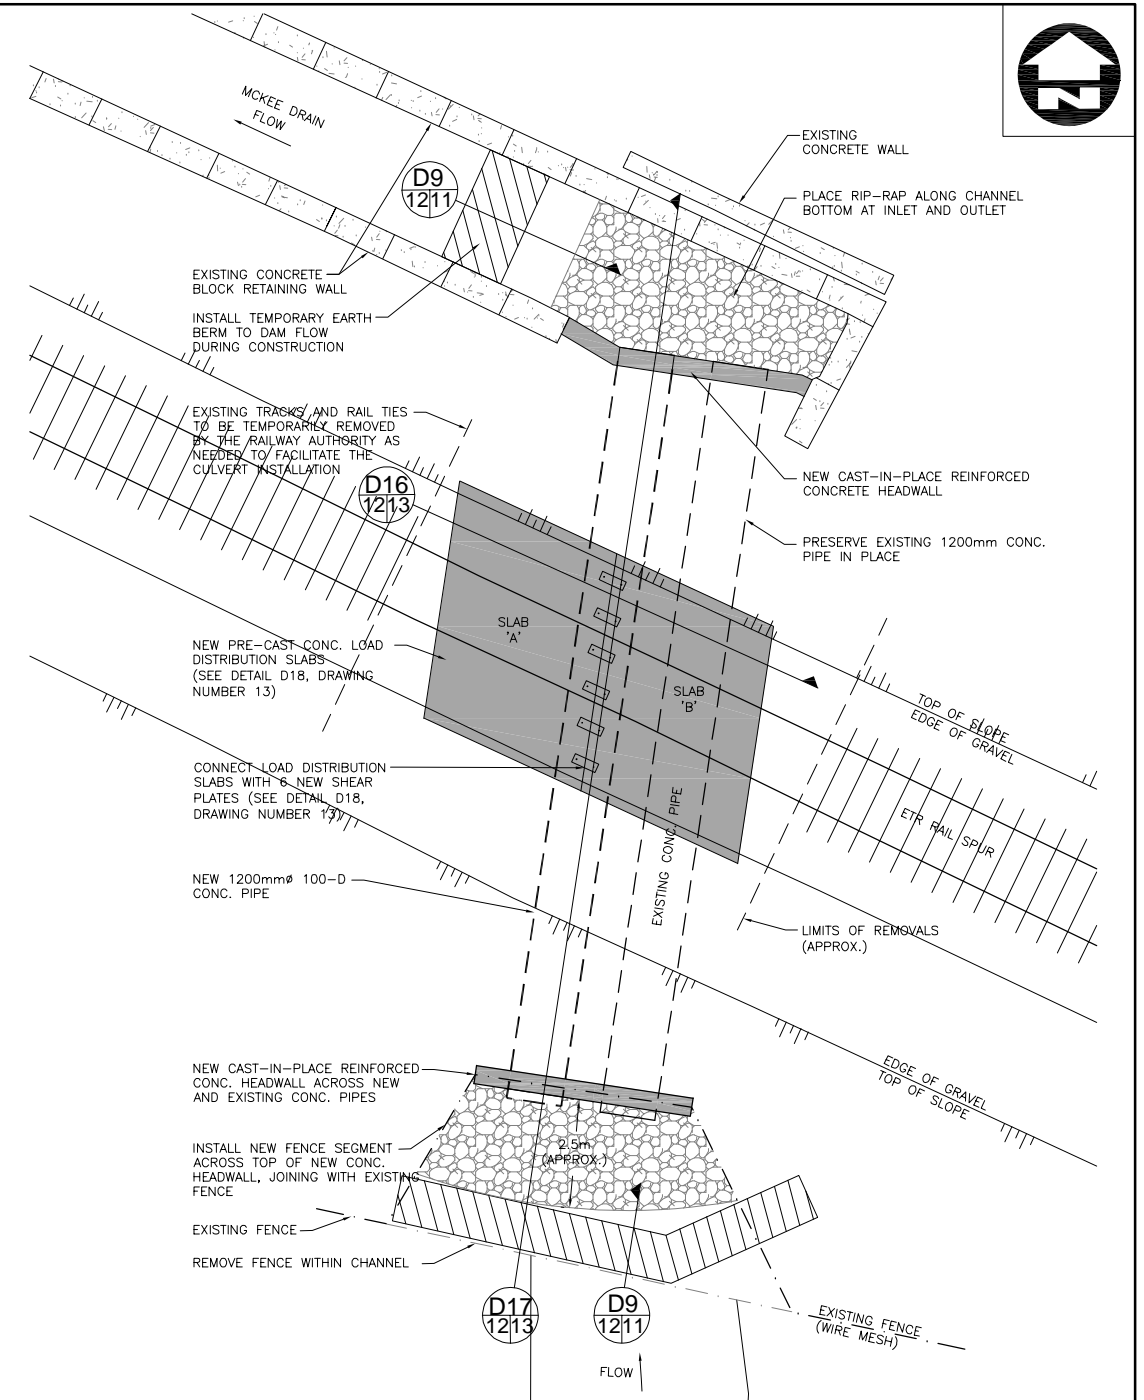 N
MCKEE DRAIN
FLOW
D9
12 11
EXISTING
CONCRETE WALL
PLACE RIP-RAP ALONG CHANNEL
BOTTOM AT INLET AND OUTLET
EXISTING CONCRETE
BLOCK RETAINING WALL
INSTALL TEMPORARY EARTH
BERM TO DAM FLOW
DURING CONSTRUCTION
EXISTING TRACKS AND RAIL TIES
TO BE TEMPORARILY REMOVED
BY THE RAILWAY AUTHORITY AS
NEEDED TO FACILITATE THE
CULVERT INSTALLATION
D16
12 13
NEW CAST-IN-PLACE REINFORCED
CONCRETE HEADWALL
PRESERVE EXISTING 1200mm CONC.
PIPE IN PLACE
SLAB
'A'
SLAB
'B'
NEW PRE-CAST CONC. LOAD
DISTRIBUTION SLABS
(SEE DETAIL D18, DRAWING
NUMBER 13)
TOP OF SLOPE
EDGE OF GRAVEL
CONNECT LOAD DISTRIBUTION
SLABS WITH 6 NEW SHEAR
PLATES (SEE DETAIL D18,
DRAWING NUMBER 13)
ETR RAIL SPUR
EXISTING CONC. PIPE
NEW 1200mmø 100-D
CONC. PIPE
LIMITS OF REMOVALS
(APPROX.)
EDGE OF GRAVEL
TOP OF SLOPE
NEW CAST-IN-PLACE REINFORCED
CONC. HEADWALL ACROSS NEW
AND EXISTING CONC. PIPES
INSTALL NEW FENCE SEGMENT
ACROSS TOP OF NEW CONC.
HEADWALL, JOINING WITH EXISTING
FENCE
2.5m
(APPROX.)
EXISTING FENCE
REMOVE FENCE WITHIN CHANNEL
D17
12 13
D9
12 11
EXISTING FENCE
(WIRE MESH)
FLOW